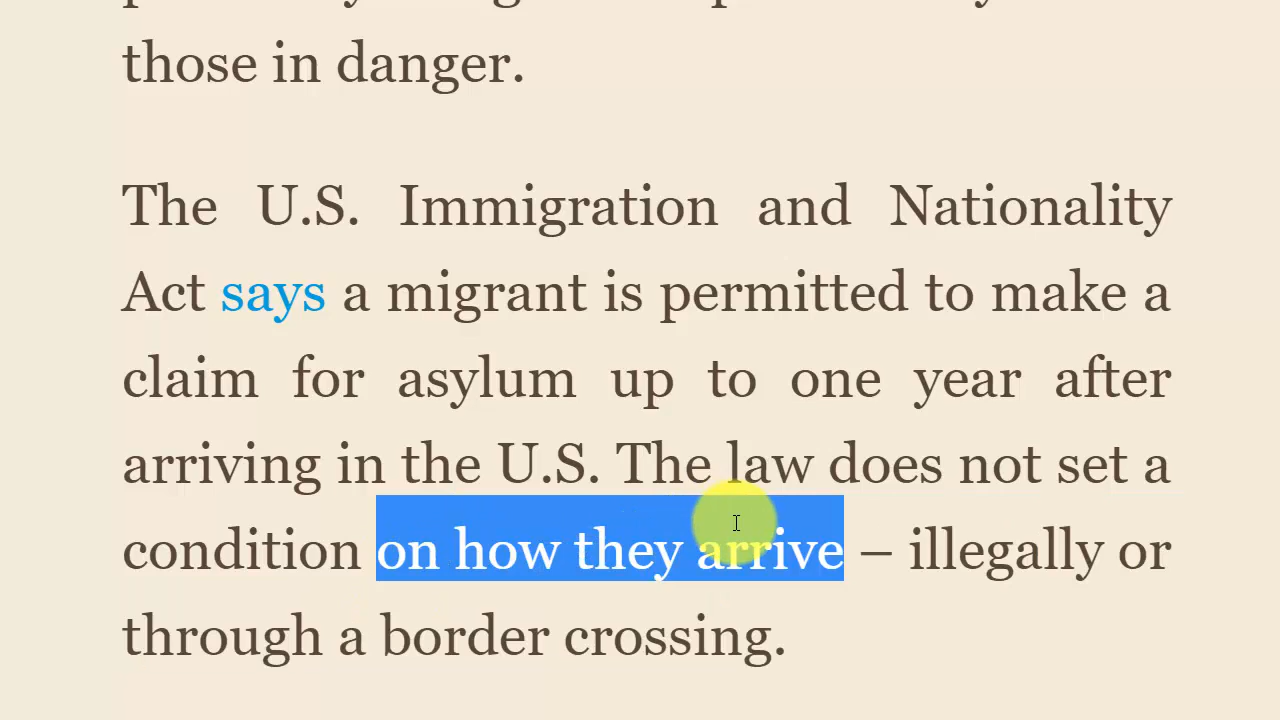 those in danger.
The U.S. Immigration and Nationality
Act says a migrant is permitted to make a
claim for asylum up to one year after
arriving in the U.S. The law does not set a
condition on how they arrive – illegally or
through a border crossing.